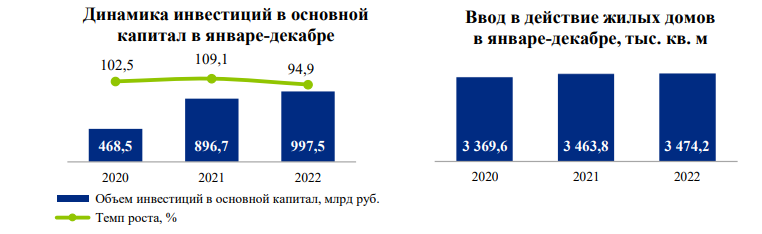 Динамика инвестиций в основной
капитал в январе-декабре
102,5
109,1
94,9
468,5
896,7
997,5
2020
2021
2022
Объем инвестиций в основной капитал, млрд руб.
Темп роста, %
Ввод в действие жилых домов
в январе-декабре, тыс. кв. м
3 369,6
3 463,8
3 474,2
2020
2021
2022